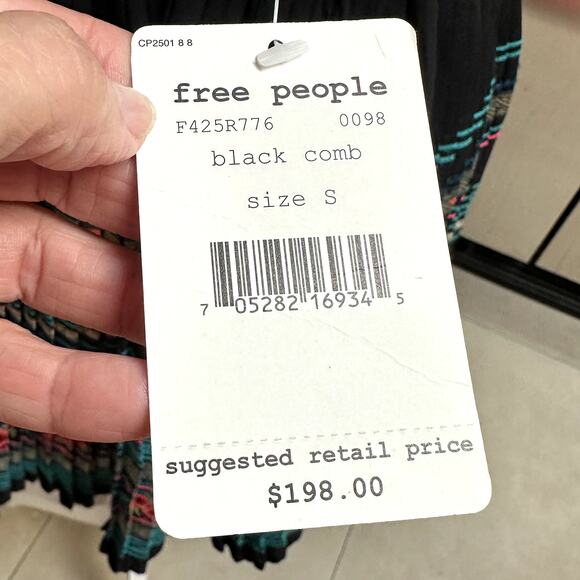 CP2501 8 8
free people
F425R776 0098
black comb
size S
7 05282 16934 5
suggested retail price
$198.00